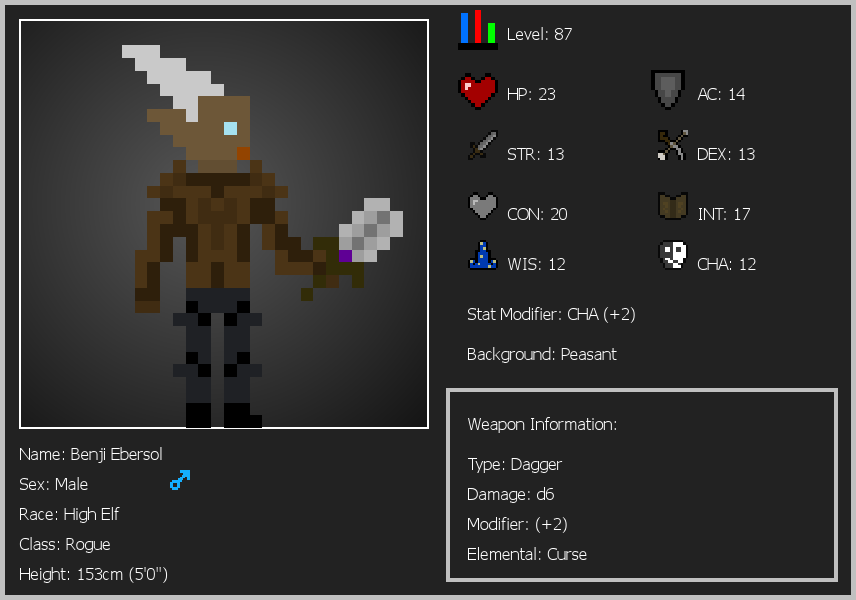 Level: 87
HP: 23
AC: 14
STR: 13
DEX: 13
CON: 20
INT: 17
WIS: 12
CHA: 12
Stat Modifier: CHA (+2)
Background: Peasant
Weapon Information:
Type: Dagger
Damage: d6
Modifier: (+2)
Elemental: Curse
Name: Benji Ebersol
Sex: Male
Race: High Elf
Class: Rogue
Height: 153cm (5'0")